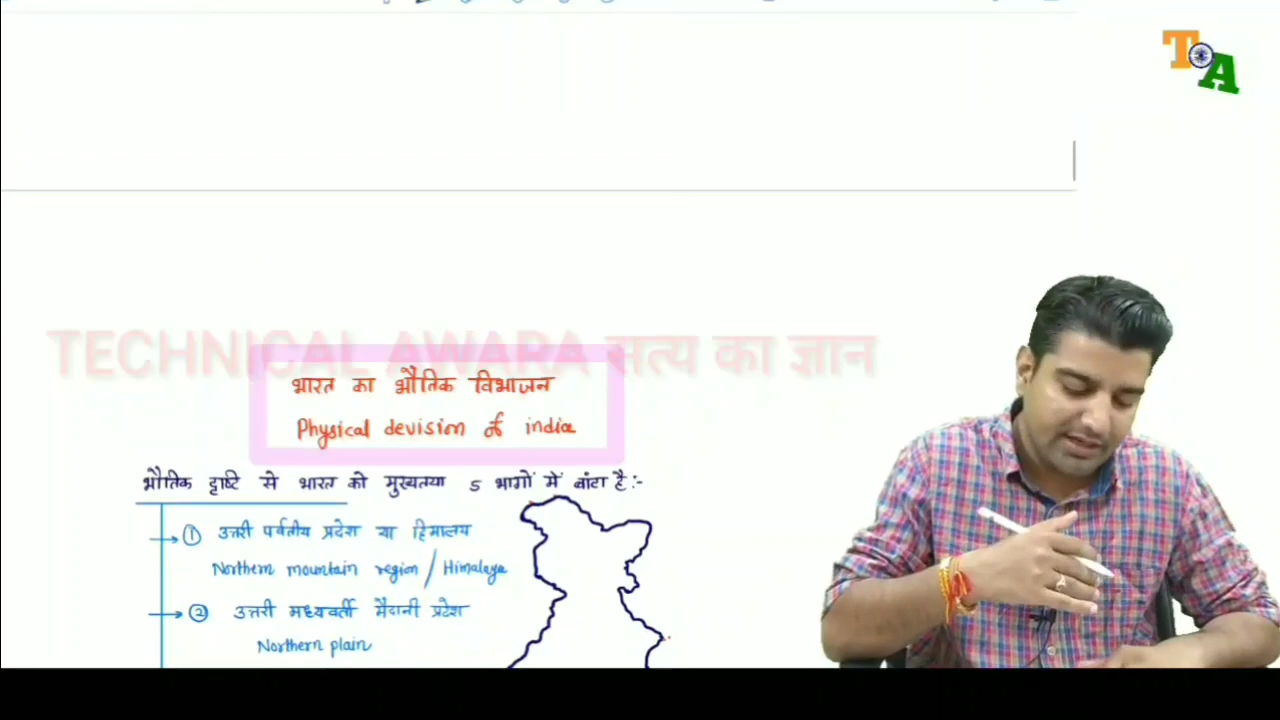 TA
TECHNICAL AWARA सत्य का ज्ञान
भारत का भौतिक विभाजन
Physical devision of india
भौतिक दृष्टि से भारत को मुख्यतया 5 भागों में बांटा है:-
① उत्तरी पर्वतीय प्रदेश या हिमालय
Northern mountain region / Himalaya
② उत्तरी मध्यवर्ती मैदानी प्रदेश
Northern plain